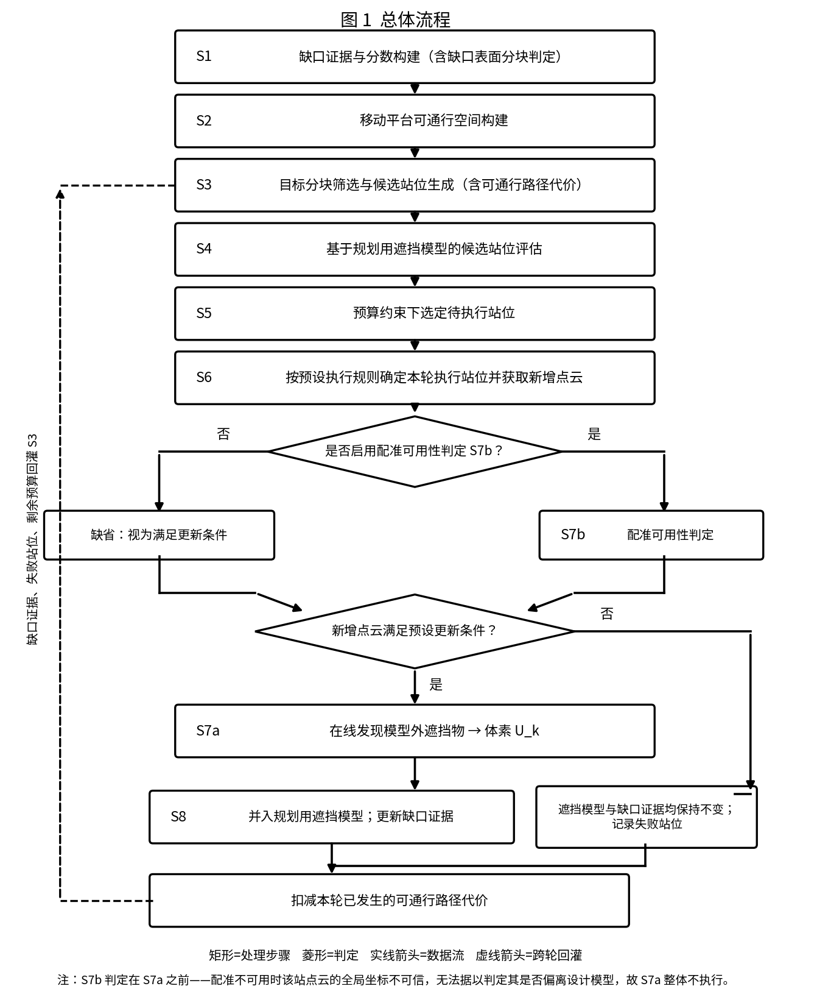 图 1 总体流程
S1 缺口证据与分数构建（含缺口表面分块判定）
S2 移动平台可通行空间构建
S3 目标分块筛选与候选站位生成（含可通行路径代价）
S4 基于规划用遮挡模型的候选站位评估
S5 预算约束下选定待执行站位
S6 按预设执行规则确定本轮执行站位并获取新增点云
否
是
是否启用配准可用性判定 S7b？
缺省：视为满足更新条件
S7b 配准可用性判定
缺口证据、失败站位、剩余预算回灌 S3
否
新增点云满足预设更新条件？
是
S7a 在线发现模型外遮挡物 → 体素 U_k
S8 并入规划用遮挡模型；更新缺口证据
遮挡模型与缺口证据均保持不变；
记录失败站位
扣减本轮已发生的可通行路径代价
矩形=处理步骤 菱形=判定 实线箭头=数据流 虚线箭头=跨轮回灌
注：S7b 判定在 S7a 之前——配准不可用时该站点云的全局坐标不可信，无法据以判定其是否偏离设计模型，故 S7a 整体不执行。